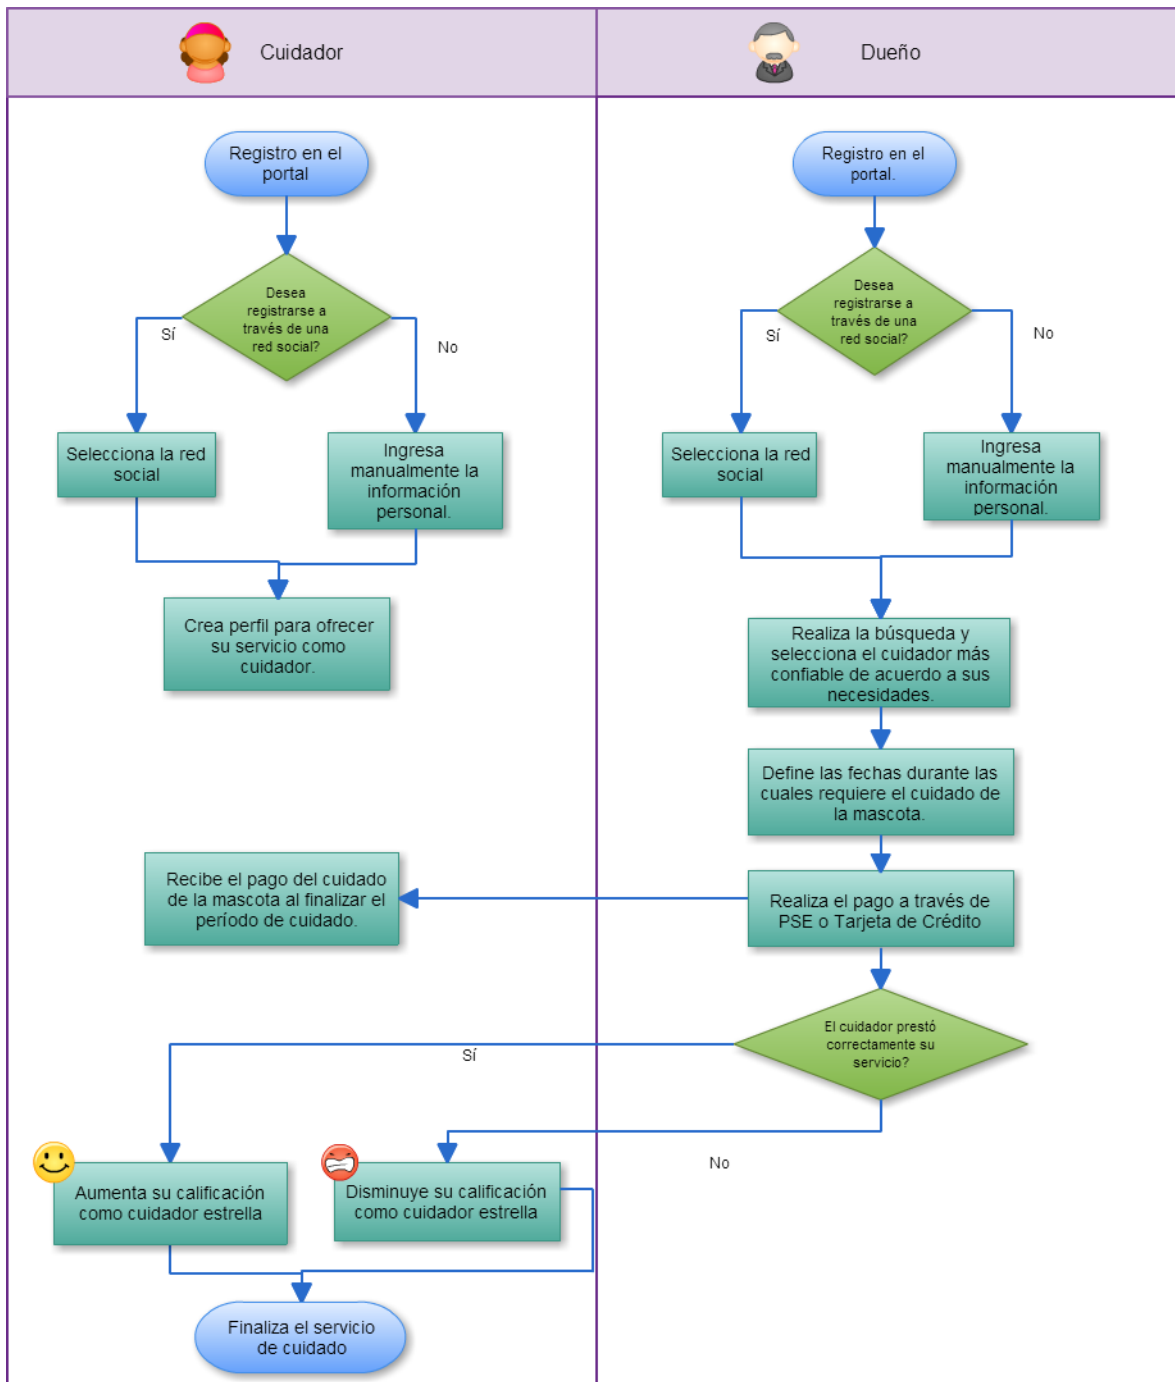 Cuidador
Dueño
Registro en el
portal
Registro en el
portal.
Desea
registrarse a
través de una
red social?
Sí
No
Desea
registrarse a
través de una
red social?
Sí
No
Selecciona la red
social
Ingresa
manualmente la
información
personal.
Selecciona la red
social
Ingresa
manualmente la
información
personal.
Crea perfil para ofrecer
su servicio como
cuidador.
Realiza la búsqueda y
selecciona el cuidador más
confiable de acuerdo a sus
necesidades.
Define las fechas durante las
cuales requiere el cuidado de
la mascota.
Recibe el pago del cuidado
de la mascota al finalizar el
período de cuidado.
Realiza el pago a través de
PSE o Tarjeta de Crédito
El cuidador prestó
correctamente su
servicio?
Sí
No
Aumenta su calificación
como cuidador estrella
Disminuye su calificación
como cuidador estrella
Finaliza el servicio
de cuidado